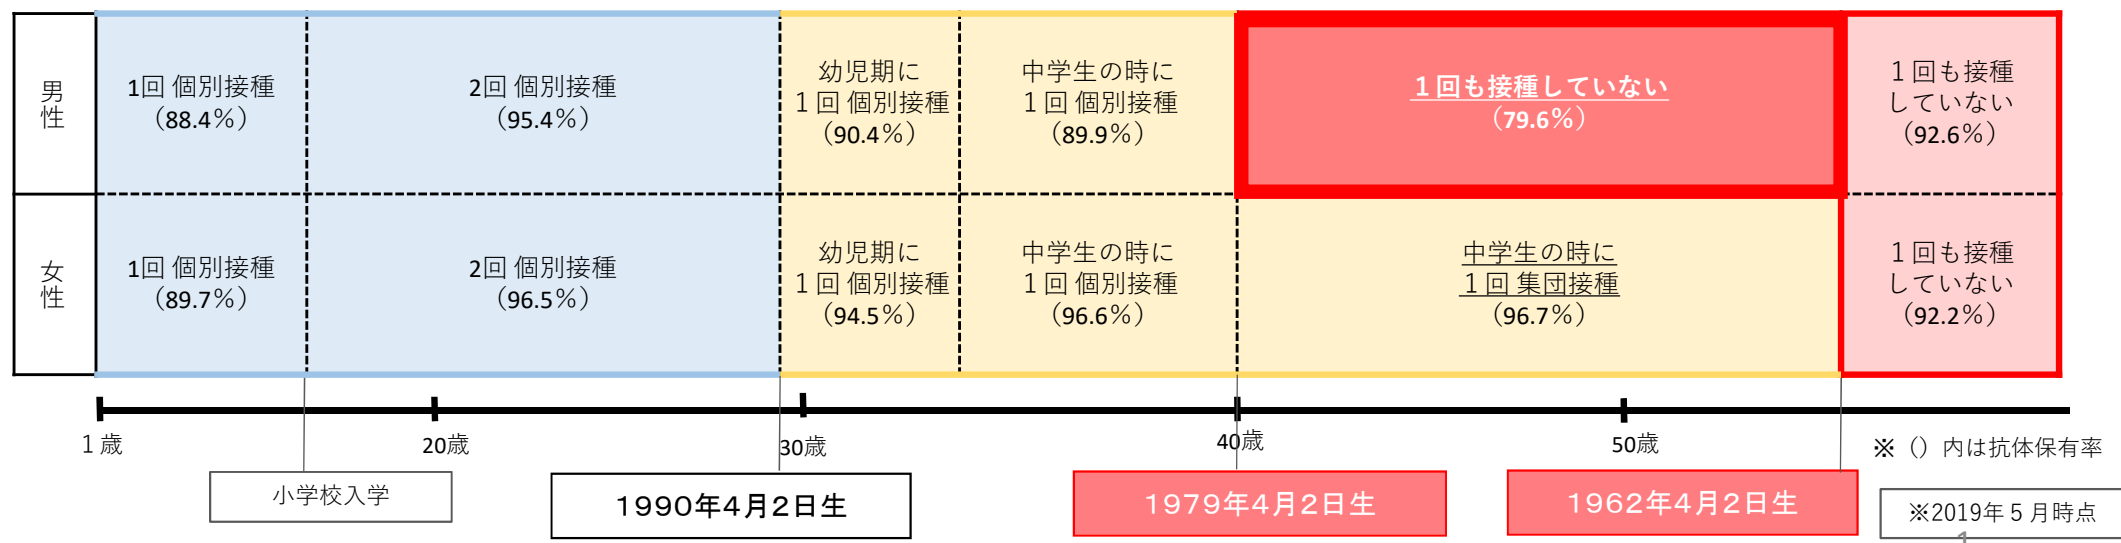 男性
1回 個別接種
（88.4％）
2回 個別接種
（95.4％）
幼児期に
１回 個別接種
（90.4％）
中学生の時に
１回 個別接種
（89.9％）
１回も接種していない
（79.6％）
１回も接種
していない
（92.6％）
女性
1回 個別接種
（89.7％）
2回 個別接種
（96.5％）
幼児期に
１回 個別接種
（94.5％）
中学生の時に
１回 個別接種
（96.6％）
中学生の時に
１回 集団接種
（96.7％）
１回も接種
していない
（92.2％）
１歳
20歳
30歳
40歳
50歳
※（）内は抗体保有率
小学校入学
1990年4月2日生
1979年4月2日生
1962年4月2日生
※2019年５月時点